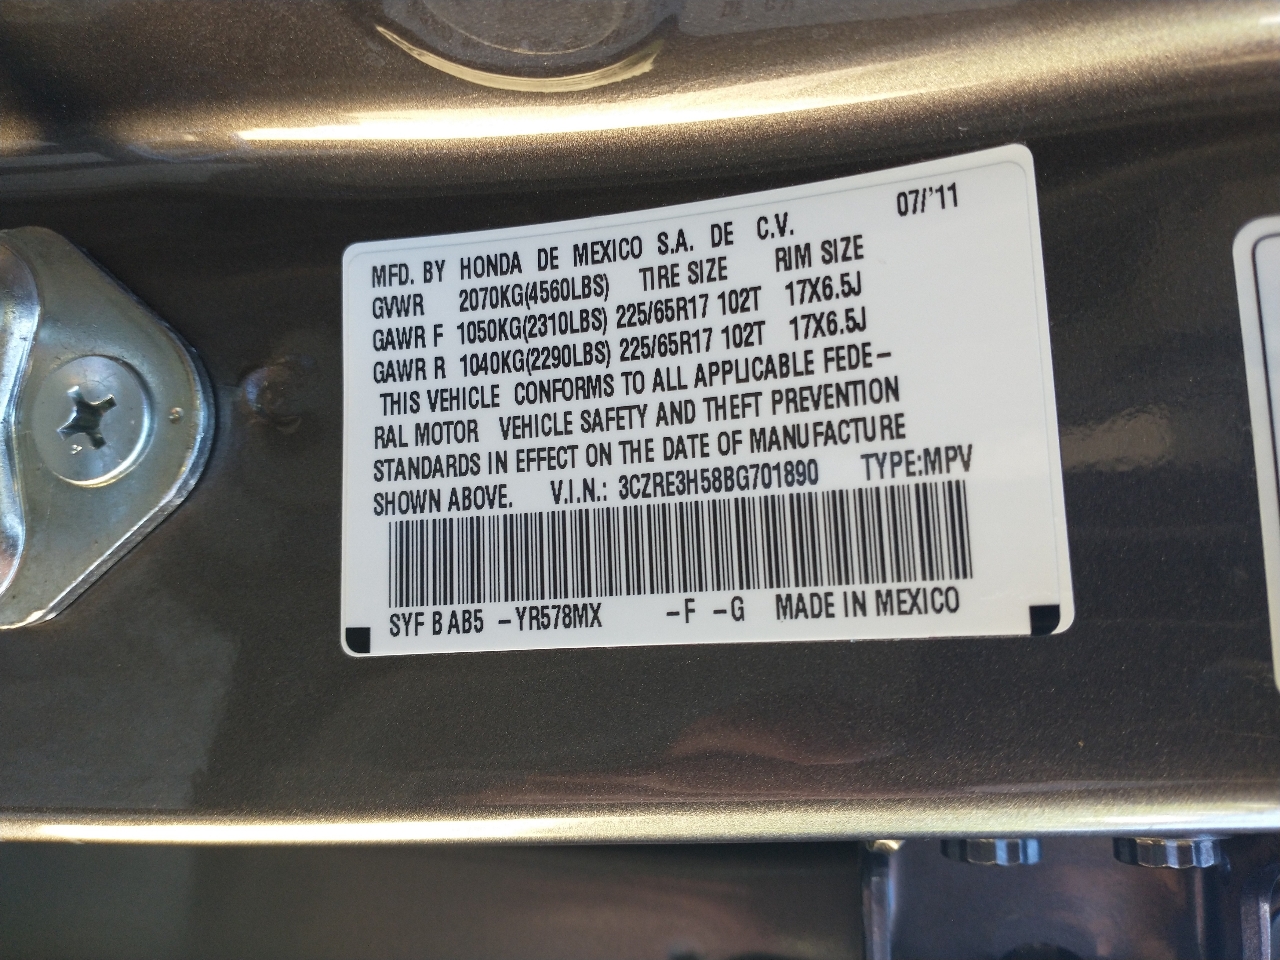 07/'11
MFD. BY HONDA DE MEXICO S.A. DE C.V.
GVWR 2070KG(4560LBS) TIRE SIZE RIM SIZE
GAWR F 1050KG(2310LBS) 225/65R17 102T 17X6.5J
GAWR R 1040KG(2290LBS) 225/65R17 102T 17X6.5J
THIS VEHICLE CONFORMS TO ALL APPLICABLE FEDE-
RAL MOTOR VEHICLE SAFETY AND THEFT PREVENTION
STANDARDS IN EFFECT ON THE DATE OF MANUFACTURE
SHOWN ABOVE. V.I.N.: 3CZRE3H58BG701890 TYPE:MPV
SYF B AB5 -YR578MX -F -G MADE IN MEXICO